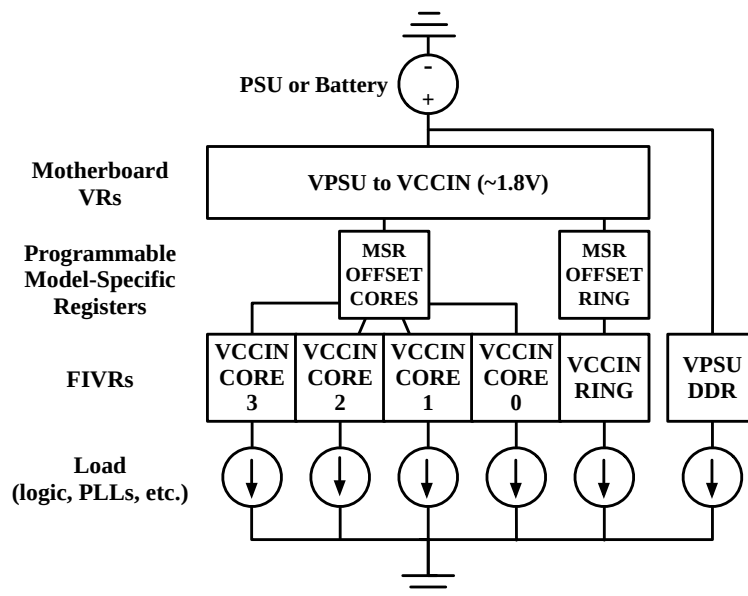 -
PSU or Battery
+
Motherboard
VRs
VPSU to VCCIN (~1.8V)
Programmable
Model-Specific
Registers
MSR
OFFSET
CORES
MSR
OFFSET
RING
FIVRs
VCCIN
CORE
3
VCCIN
CORE
2
VCCIN
CORE
1
VCCIN
CORE
0
VCCIN
RING
VPSU
DDR
Load
(logic, PLLs, etc.)